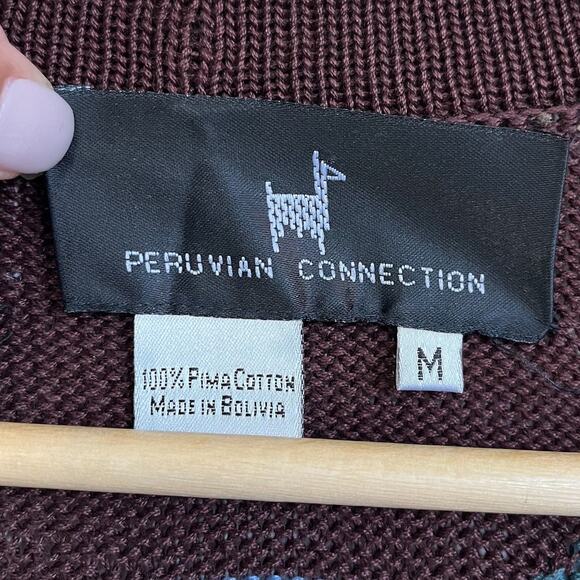 PERUVIAN CONNECTION
100% PIMA COTTON
MADE IN BOLIVIA
M